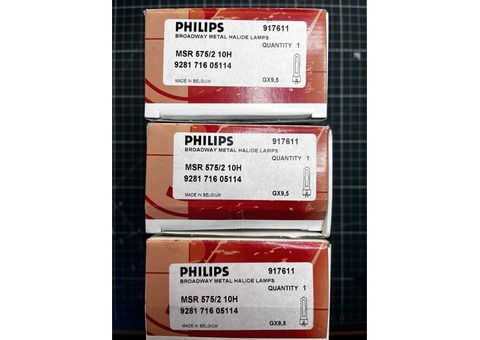 PHILIPS 917611
BROADWAY METAL HALIDE LAMPS
QUANTITY 1
MSR 575/2 10H
9281 716 05114
MADE IN BELGIUM GX9,5
PHILIPS 917611
BROADWAY METAL HALIDE LAMPS
QUANTITY 1
MSR 575/2 10H
9281 716 05114
MADE IN BELGIUM GX9,5
PHILIPS 917611
BROADWAY METAL HALIDE LAMPS
QUANTITY 1
MSR 575/2 10H
9281 716 05114
MADE IN BELGIUM GX9,5